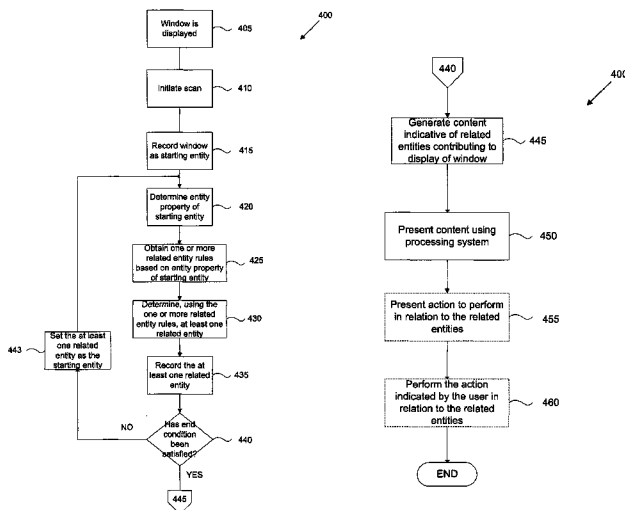 Window is
displayed
405
400
Initiate scan
410
Record window
as starting entity
415
Determine entity
property of
starting entity
420
Obtain one or more
related entity rules
based on entity property
of starting entity
425
Determine, using the
one or more related
entity rules, at least one
related entity
430
443
Set the at least
one related
entity as the
starting entity
Record the at
least one related
entity
435
NO
Has end
condition
been
satisfied?
440
YES
445
440
400
Generate content
indicative of related
entities contributing to
display of window
445
Present content using
processing system
450
Present action to perform
in relation to the related
entities
455
Perform the action
indicated by the user in
relation to the related
entities
460
END